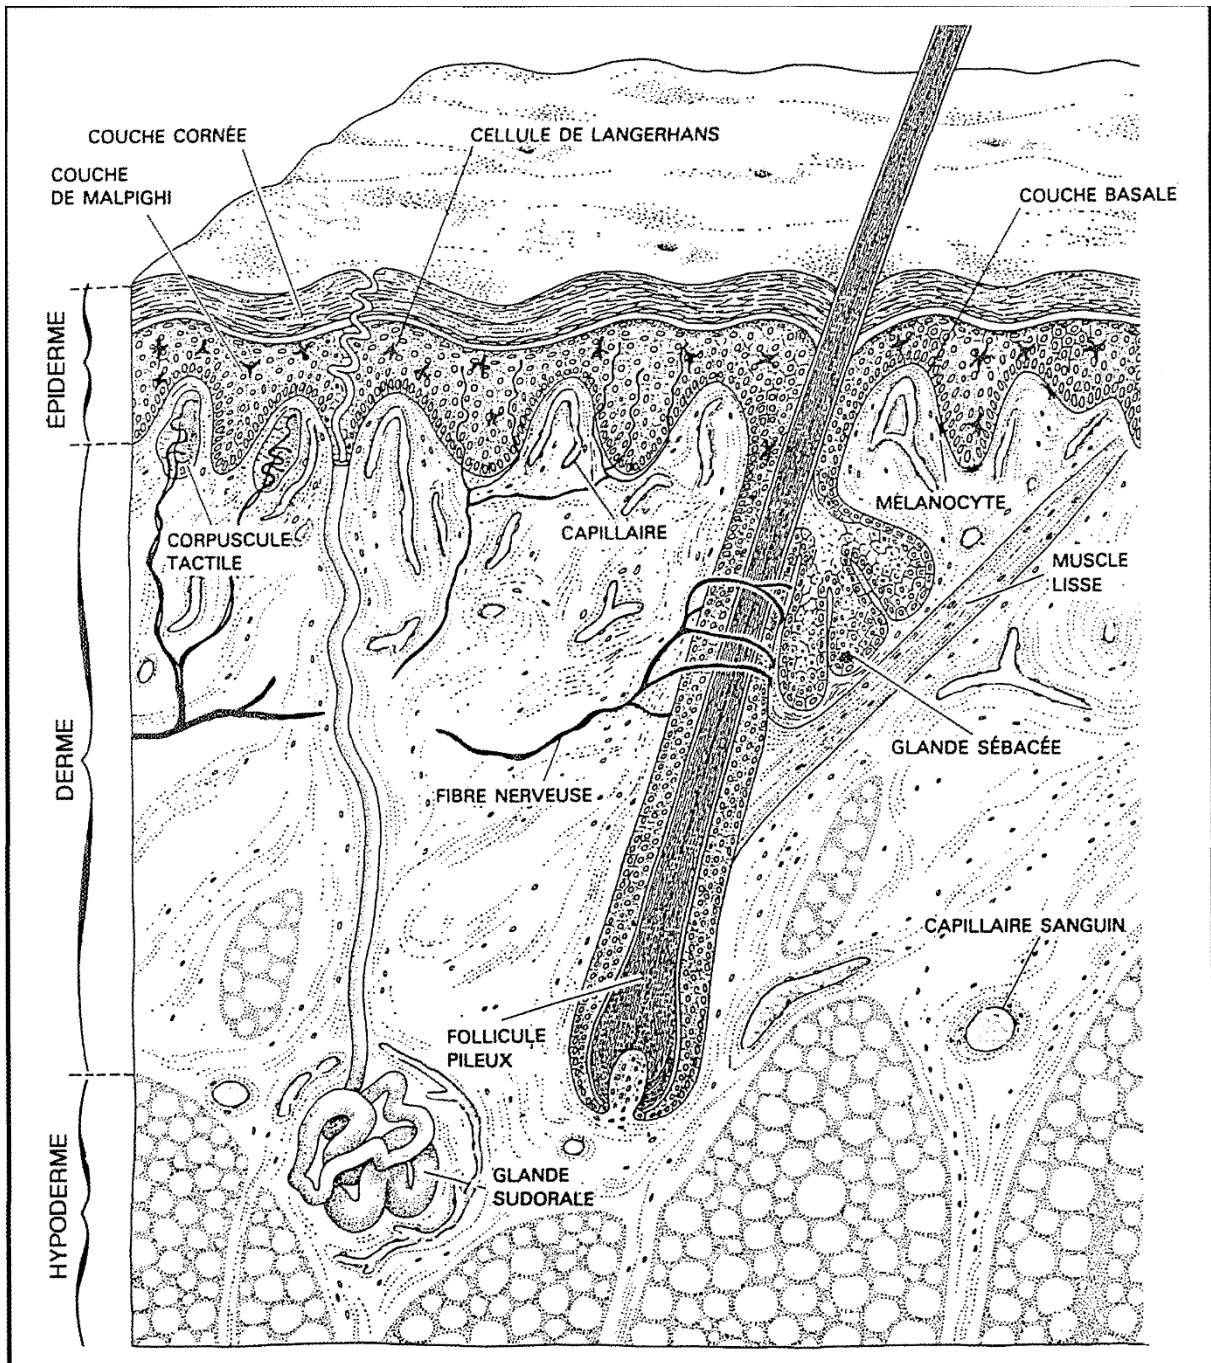 COUCHE CORNÉE
CELLULE DE LANGERHANS
COUCHE
DE MALPIGHI
COUCHE BASALE
ÉPIDERME
MÉLANOCYTE
CAPILLAIRE
CORPUSCULE
TACTILE
MUSCLE
LISSE
DERME
GLANDE SÉBACÉE
FIBRE NERVEUSE
CAPILLAIRE SANGUIN
FOLLICULE
PILEUX
HYPODERME
GLANDE
SUDORALE